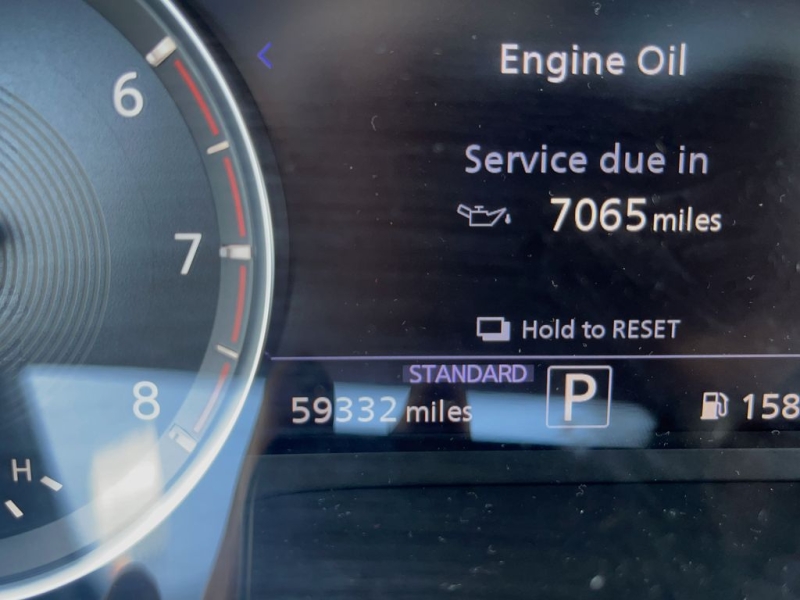 6
7
8
H
Engine Oil
Service due in
7065 miles
Hold to RESET
STANDARD
59332 miles
P
158